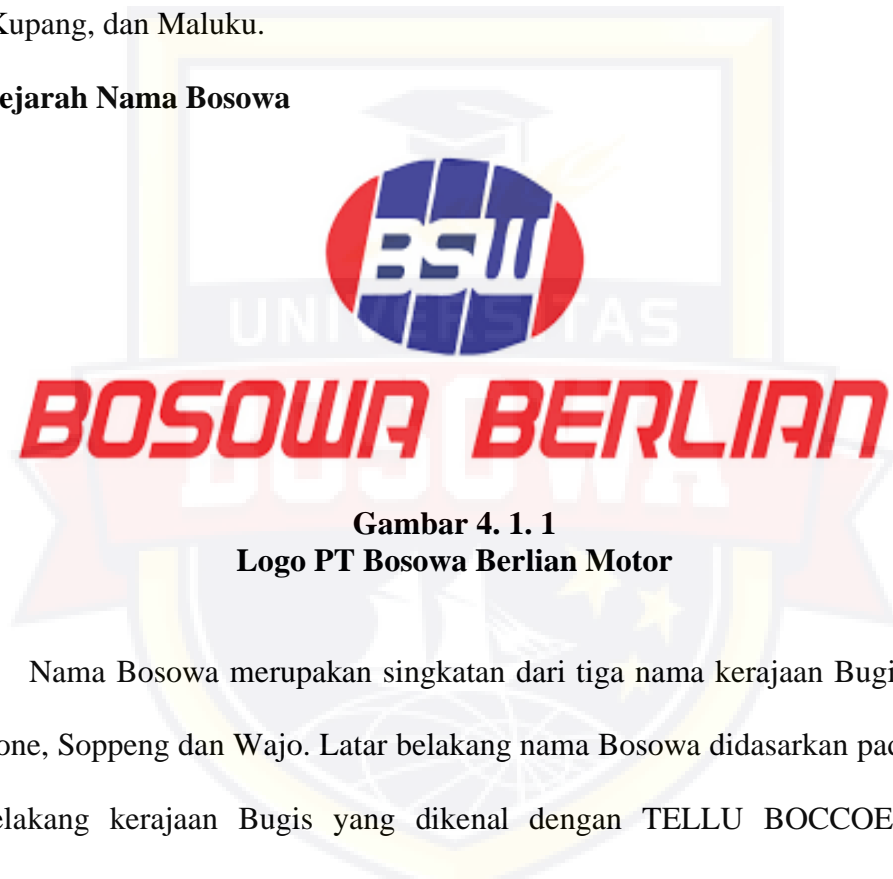 Kupang, dan Maluku.
ejarah Nama Bosowa
BSW
UNIVERSITAS
BOSOWA
BOSOWA BERLIAN
Gambar 4. 1. 1
Logo PT Bosowa Berlian Motor
Nama Bosowa merupakan singkatan dari tiga nama kerajaan Bugi
one, Soppeng dan Wajo. Latar belakang nama Bosowa didasarkan pad
elakang kerajaan Bugis yang dikenal dengan TELLU BOCCOE